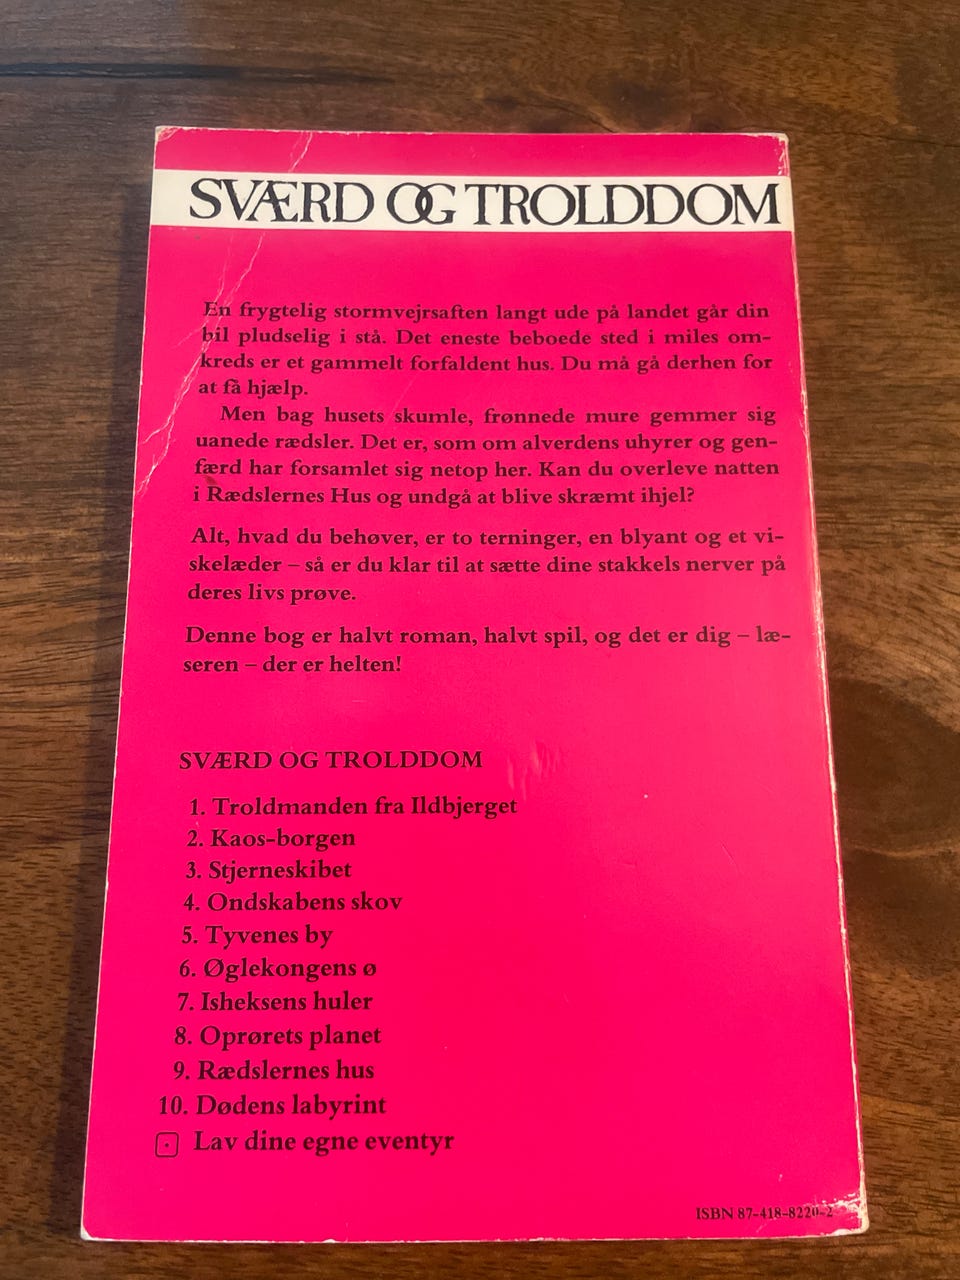 SVÆRD OG TROLDDOM
En frygtelig stormvejrsaften langt ude på landet går din
bil pludselig i stå. Det eneste beboede sted i miles om-
kreds er et gammelt forfaldent hus. Du må gå derhen for
at få hjælp.
Men bag husets skumle, frønnede mure gemmer sig
uanede rædsler. Det er, som om alverdens uhyrer og gen-
færd har forsamlet sig netop her. Kan du overleve natten
i Rædslernes Hus og undgå at blive skræmt ihjel?
Alt, hvad du behøver, er to terninger, en blyant og et vi-
skelæder – så er du klar til at sætte dine stakkels nerver på
deres livs prøve.
Denne bog er halvt roman, halvt spil, og det er dig – læ-
seren – der er helten!
SVÆRD OG TROLDDOM
1. Troldmanden fra Ildbjerget
2. Kaos-borgen
3. Stjerneskibet
4. Ondskabens skov
5. Tyvenes by
6. Øglekongens ø
7. Isheksens huler
8. Oprørets planet
9. Rædslernes hus
10. Dødens labyrint
⚀ Lav dine egne eventyr
ISBN 87-418-8220-2